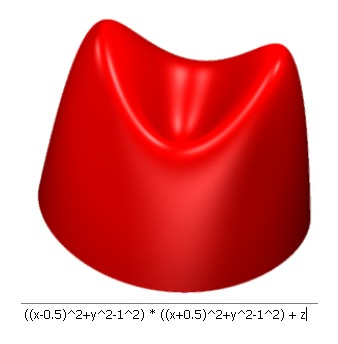 ((x-0.5)^2+y^2-1^2) * ((x+0.5)^2+y^2-1^2) + z